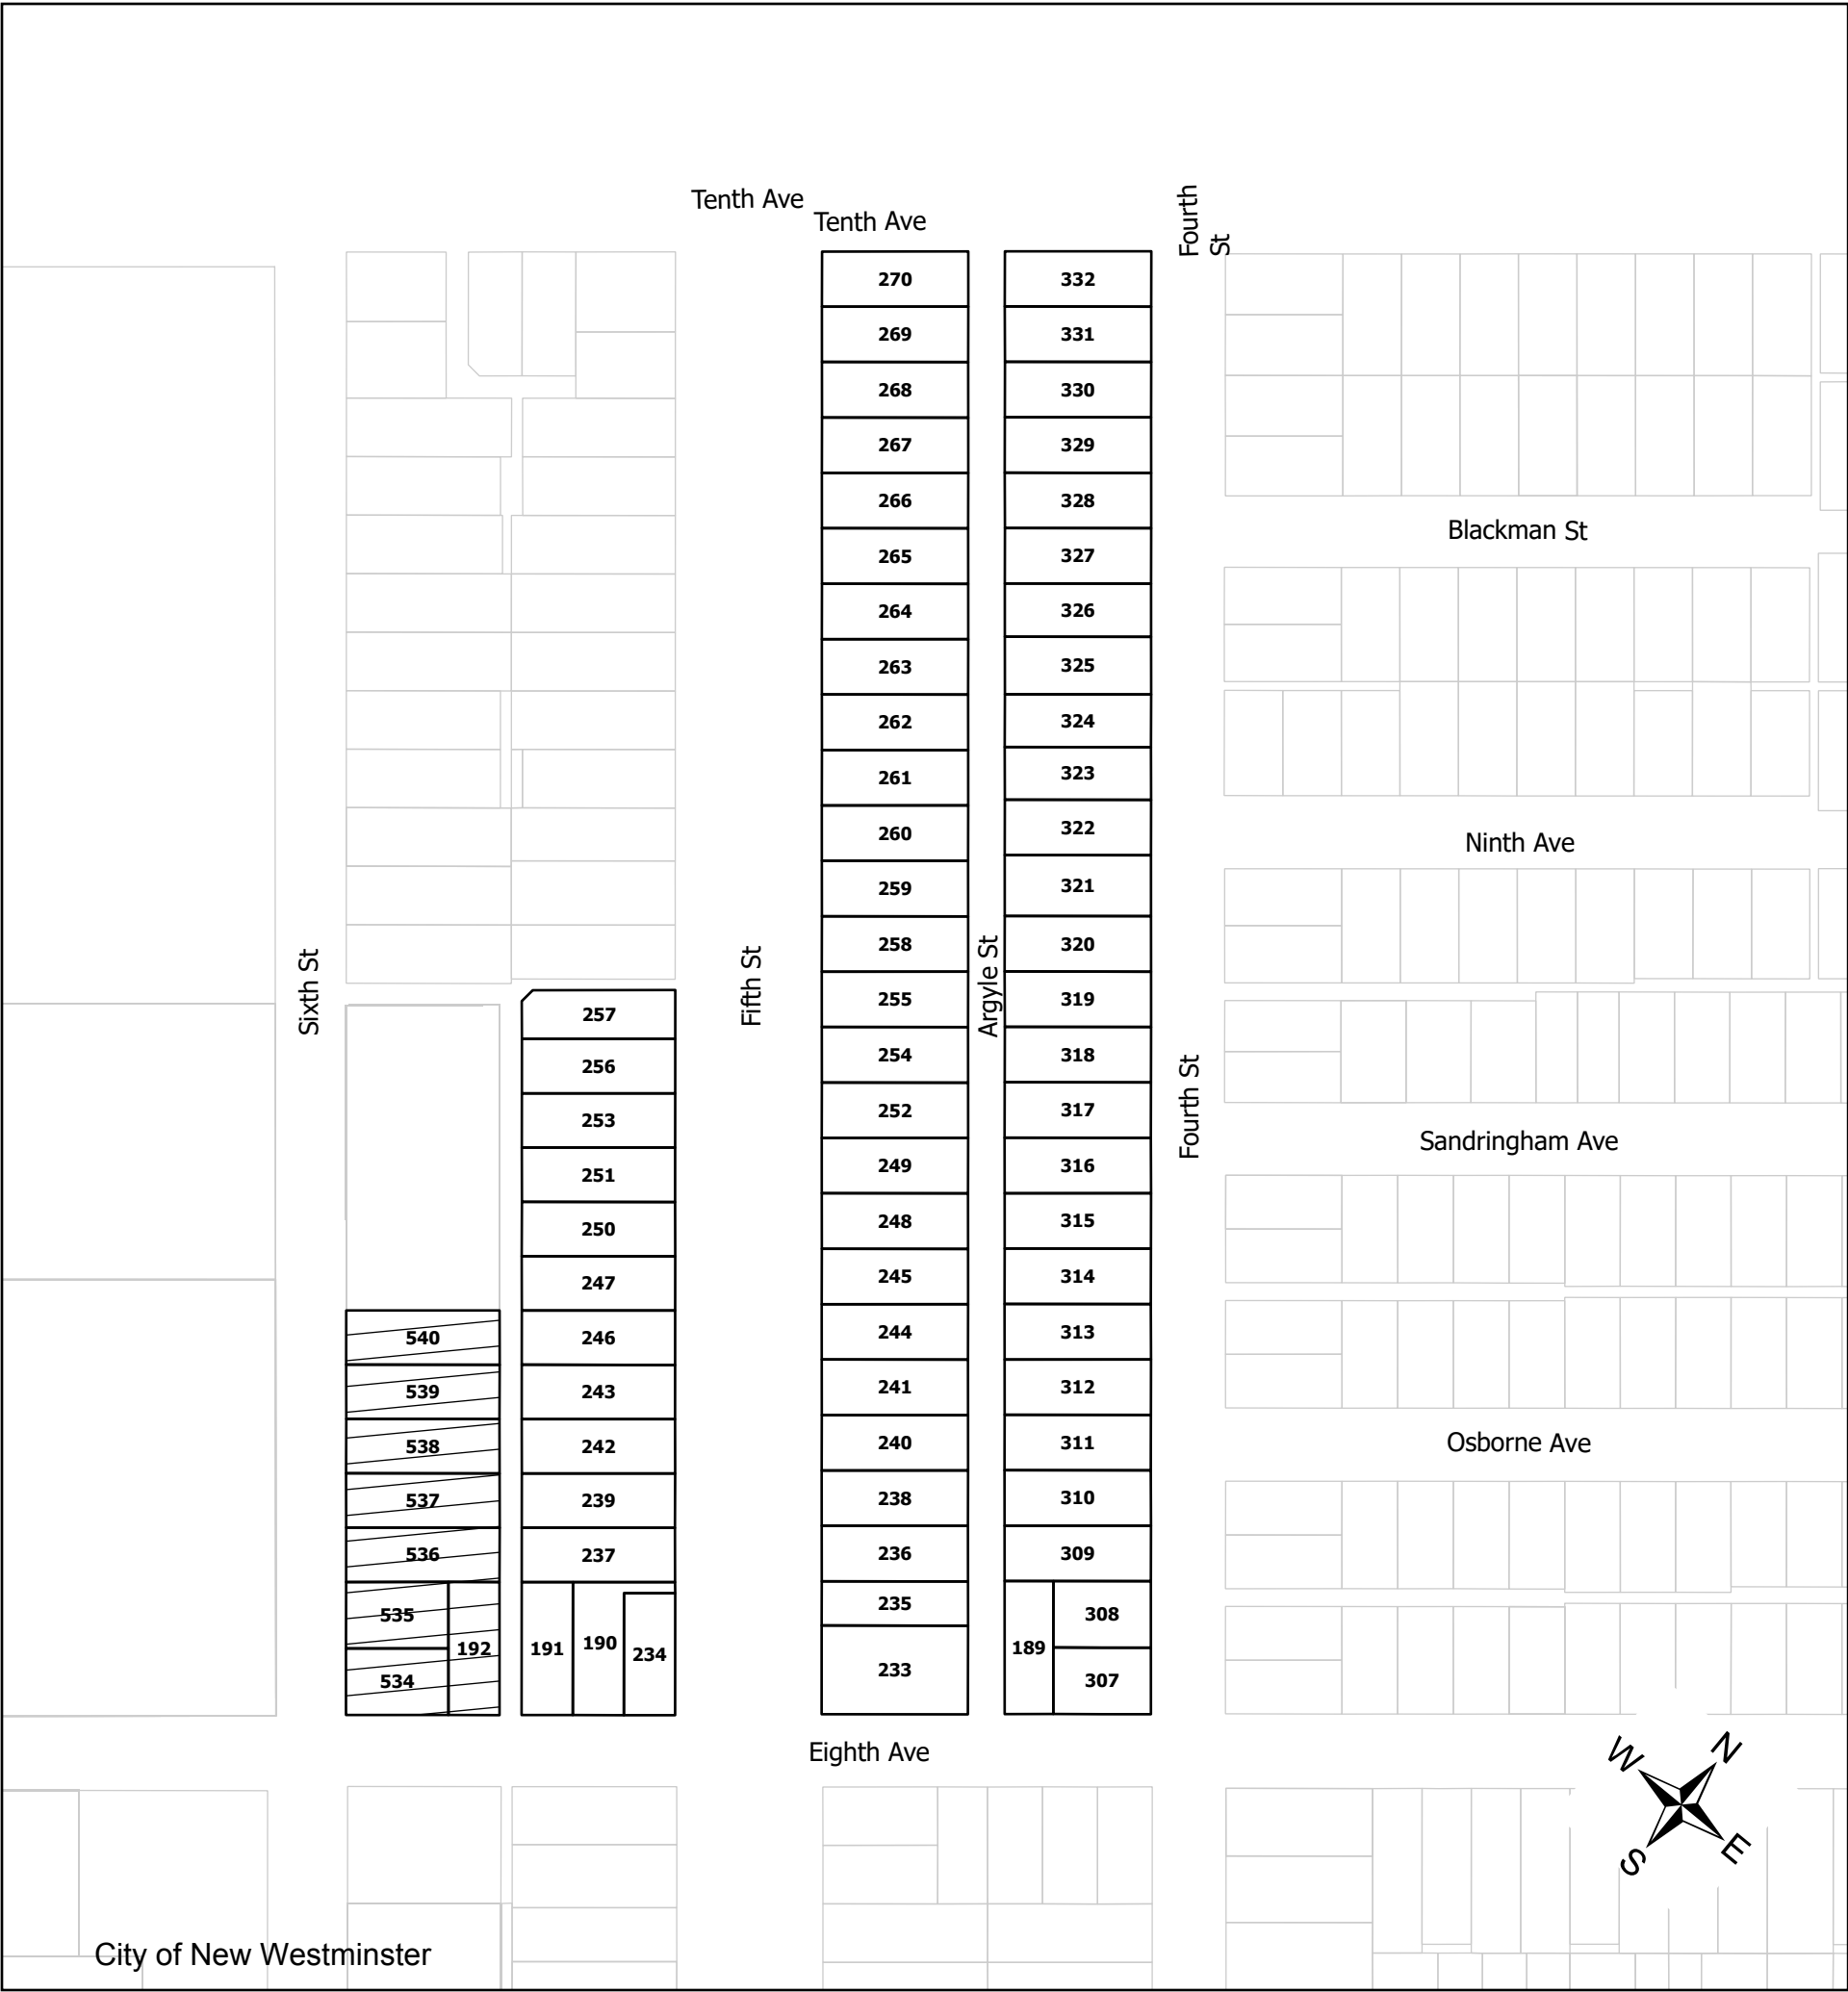 Tenth Ave
Tenth Ave
Fourth
St
270 332
269 331
268 330
267 329
266 328
Blackman St
265 327
264 326
263 325
262 324
261 323
260 322
Ninth Ave
259 321
258 320
Sixth St
Fifth St
Argyle St
Fourth St
257 255 319
256 254 318
253 252 317
Sandringham Ave
251 249 316
250 248 315
247 245 314
540 246 244 313
539 243 241 312
538 242 240 311
Osborne Ave
537 239 238 310
536 237 236 309
535 235 308
192 191 190 234 189
534 233 307
Eighth Ave
W N
S E
City of New Westminster